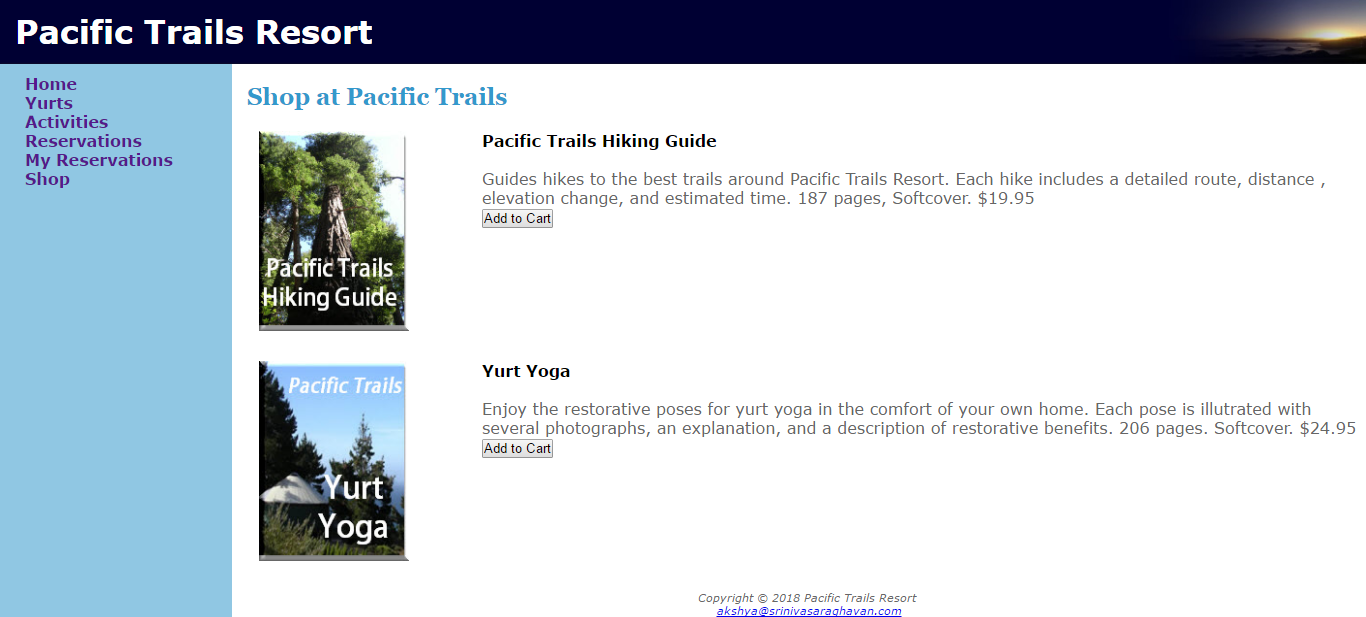 Pacific Trails Resort
Home
Yurts
Activities
Reservations
My Reservations
Shop
Shop at Pacific Trails
Pacific Trails
Hiking Guide
Pacific Trails Hiking Guide
Guides hikes to the best trails around Pacific Trails Resort. Each hike includes a detailed route, distance ,
elevation change, and estimated time. 187 pages, Softcover. $19.95
Add to Cart
Pacific Trails
Yurt
Yoga
Yurt Yoga
Enjoy the restorative poses for yurt yoga in the comfort of your own home. Each pose is illutrated with
several photographs, an explanation, and a description of restorative benefits. 206 pages. Softcover. $24.95
Add to Cart
Copyright © 2018 Pacific Trails Resort
akshya@srinivasaraghavan.com